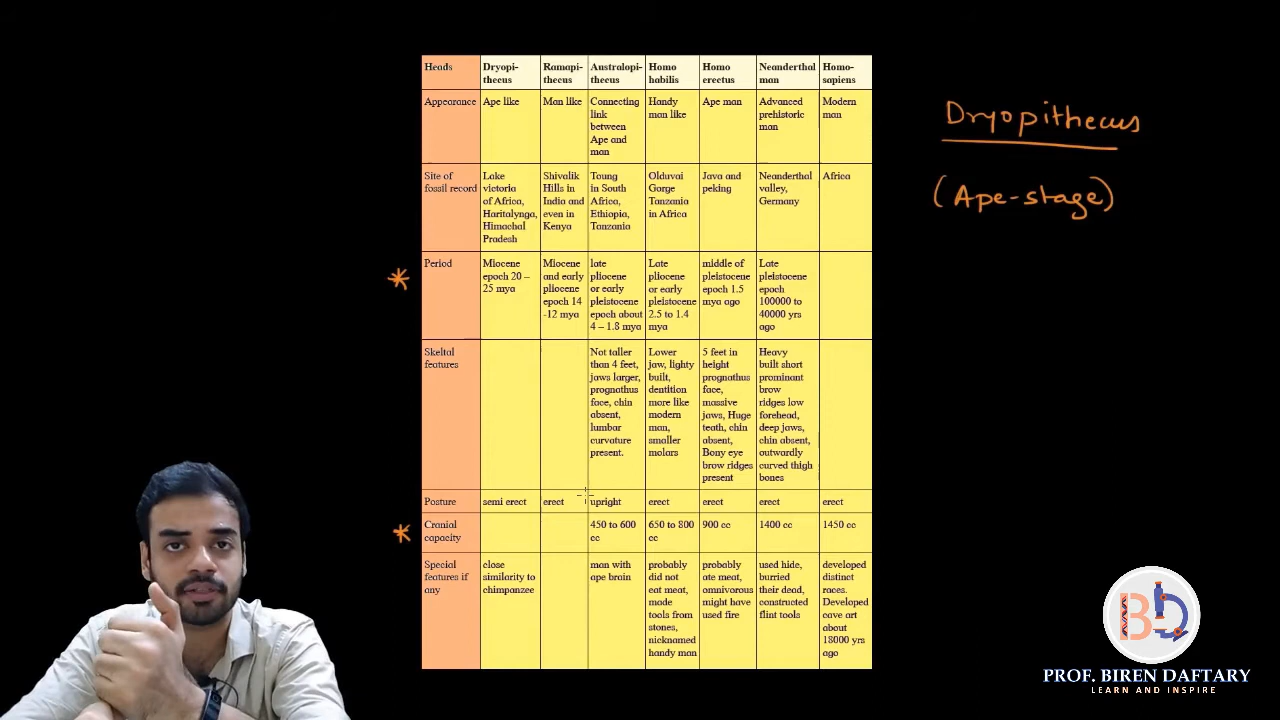 Heads
Dryopi-
thecus
Ramapi-
thecus
Australopi-
thecus
Homo
habilis
Homo
erectus
Neanderthal
man
Homo-
sapiens
Appearance
Ape like
Man like
Connecting
link
between
Ape and
man
Handy
man like
Ape man
Advanced
prehistoric
man
Modern
man
Site of
fossil record
Lake
victoria
of Africa,
Haritalynga,
Himachal
Pradesh
Shivalik
Hills in
India and
even in
Kenya
Toung
in South
Africa,
Ethiopia,
Tanzania
Olduvai
Gorge
Tanzania
in Africa
Java and
peking
Neanderthal
valley,
Germany
Africa
Period
Miocene
epoch 20 –
25 mya
Miocene
and early
pliocene
epoch 14
-12 mya
late
pliocene
or early
pleistocene
epoch about
4 – 1.8 mya
Late
pliocene
or early
pleistocene
2.5 to 1.4
mya
middle of
pleistocene
epoch 1.5
mya ago
Late
pleistocene
epoch
100000 to
40000 yrs
ago
Skeltal
features
Not taller
than 4 feet,
jaws larger,
prognathus
face, chin
absent,
lumbar
curvature
present.
Lower
jaw, lighty
built,
dentition
more like
modern
man,
smaller
molars
5 feet in
height
prognathus
face,
massive
jaws, Huge
teath, chin
absent,
Bony eye
brow ridges
present
Heavy
built short
prominant
brow
ridges low
forehead,
deep jaws,
chin absent,
outwardly
curved thigh
bones
Posture
semi erect
erect
upright
erect
erect
erect
erect
Cranial
capacity
450 to 600
cc
650 to 800
cc
900 cc
1400 cc
1450 cc
Special
features if
any
close
similarity to
chimpanzee
man with
ape brain
probably
did not
eat meat,
made
tools from
stones,
nicknamed
handy man
probably
ate meat,
omnivorous
might have
used fire
used hide,
burried
their dead,
constructed
flint tools
developed
distinct
races.
Developed
cave art
about
18000 yrs
ago
Dryopithecus
(Ape-stage)
BD
PROF. BIREN DAFTARY
LEARN AND INSPIRE